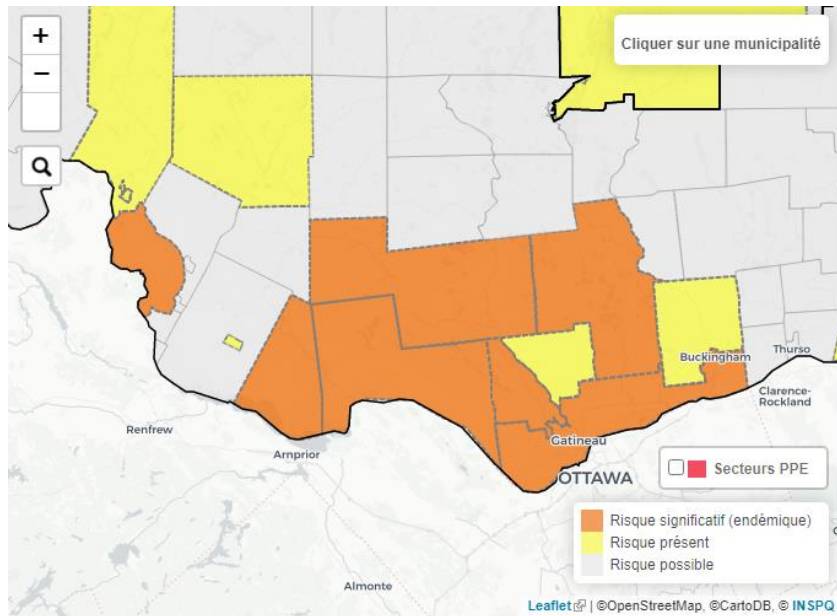 +
−
Cliquer sur une municipalité
Buckingham
Thurso
Clarence-
Rockland
Renfrew
Gatineau
Arnprior
OTTAWA
Secteurs PPE
Risque significatif (endémique)
Risque présent
Risque possible
Almonte
Leaflet | ©OpenStreetMap, ©CartoDB, © INSPQ